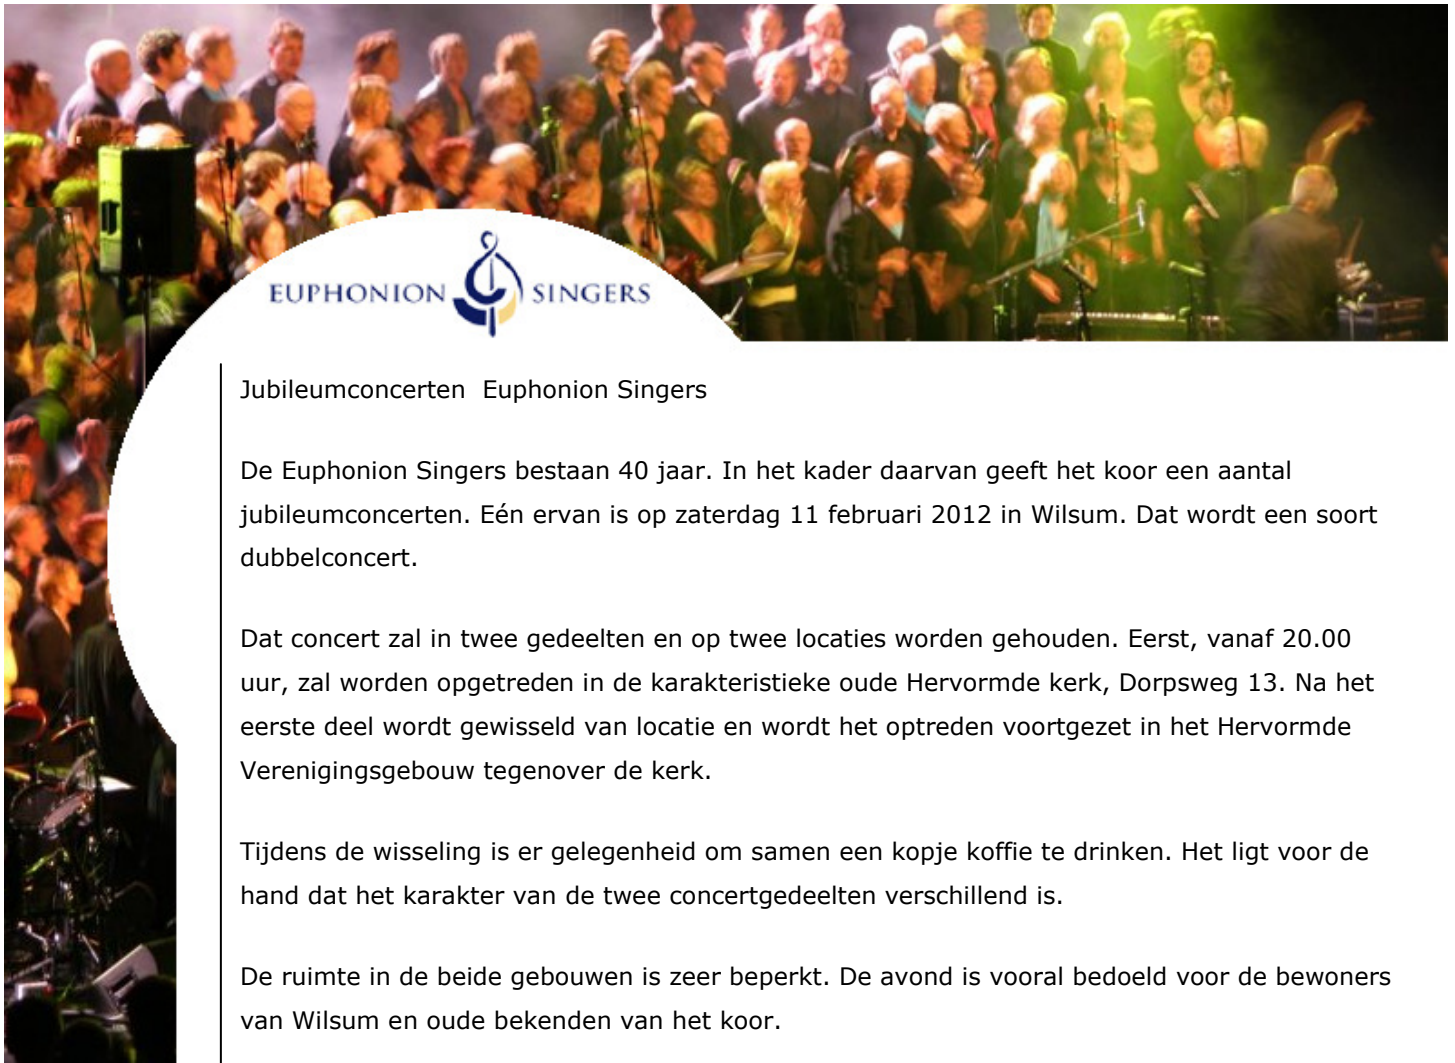 EUPHONION SINGERS
Jubileumconcerten  Euphonion Singers
De Euphonion Singers bestaan 40 jaar. In het kader daarvan geeft het koor een aantal
jubileumconcerten. Eén ervan is op zaterdag 11 februari 2012 in Wilsum. Dat wordt een soort
dubbelconcert.
Dat concert zal in twee gedeelten en op twee locaties worden gehouden. Eerst, vanaf 20.00
uur, zal worden opgetreden in de karakteristieke oude Hervormde kerk, Dorpsweg 13. Na het
eerste deel wordt gewisseld van locatie en wordt het optreden voortgezet in het Hervormde
Verenigingsgebouw tegenover de kerk.
Tijdens de wisseling is er gelegenheid om samen een kopje koffie te drinken. Het ligt voor de
hand dat het karakter van de twee concertgedeelten verschillend is.
De ruimte in de beide gebouwen is zeer beperkt. De avond is vooral bedoeld voor de bewoners
van Wilsum en oude bekenden van het koor.